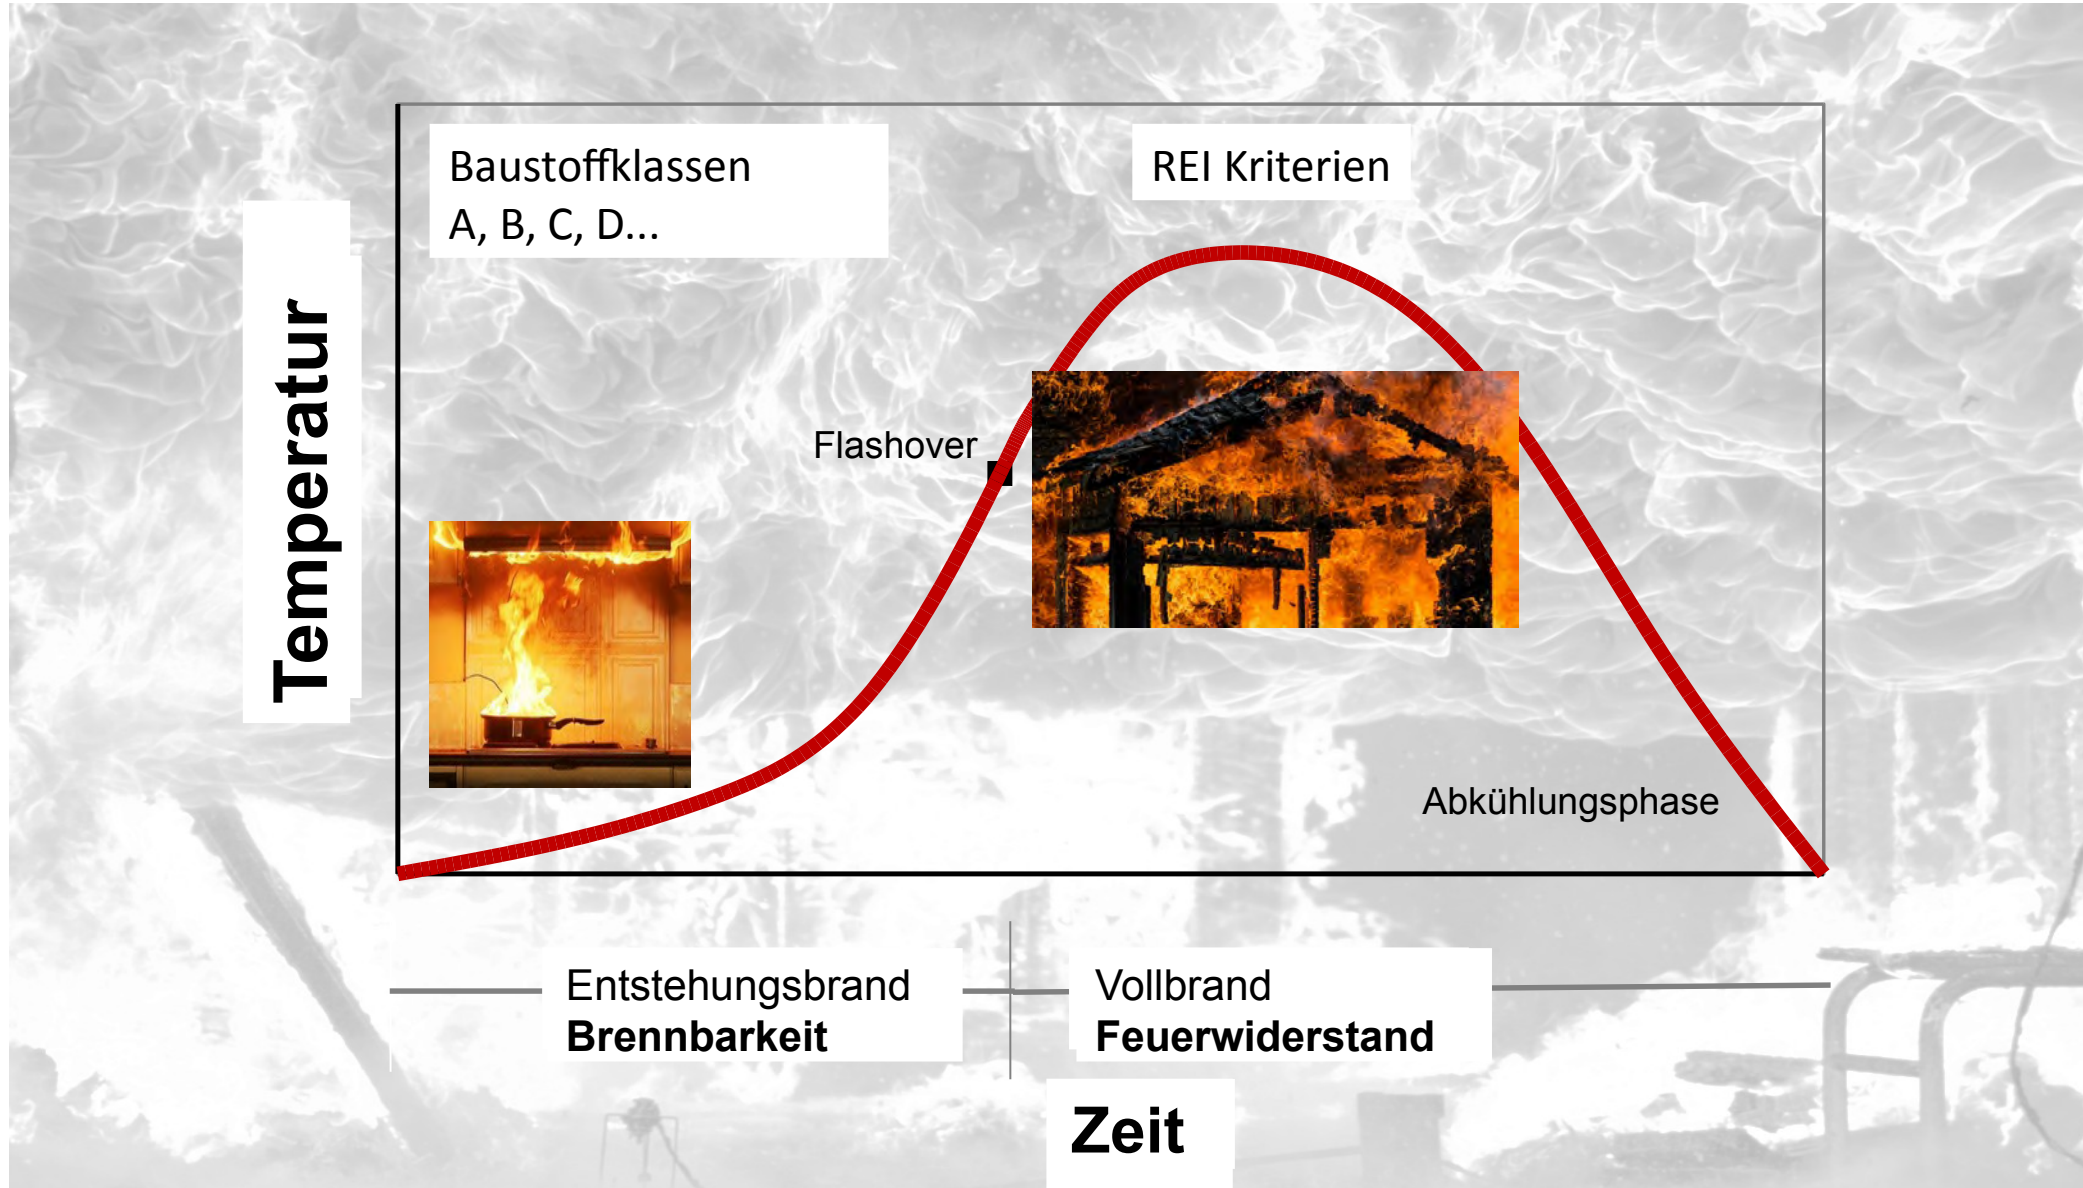 Baustoffklassen
A, B, C, D...
REI Kriterien
Temperatur
Flashover
Abkühlungsphase
Entstehungsbrand
Brennbarkeit
Vollbrand
Feuerwiderstand
Zeit